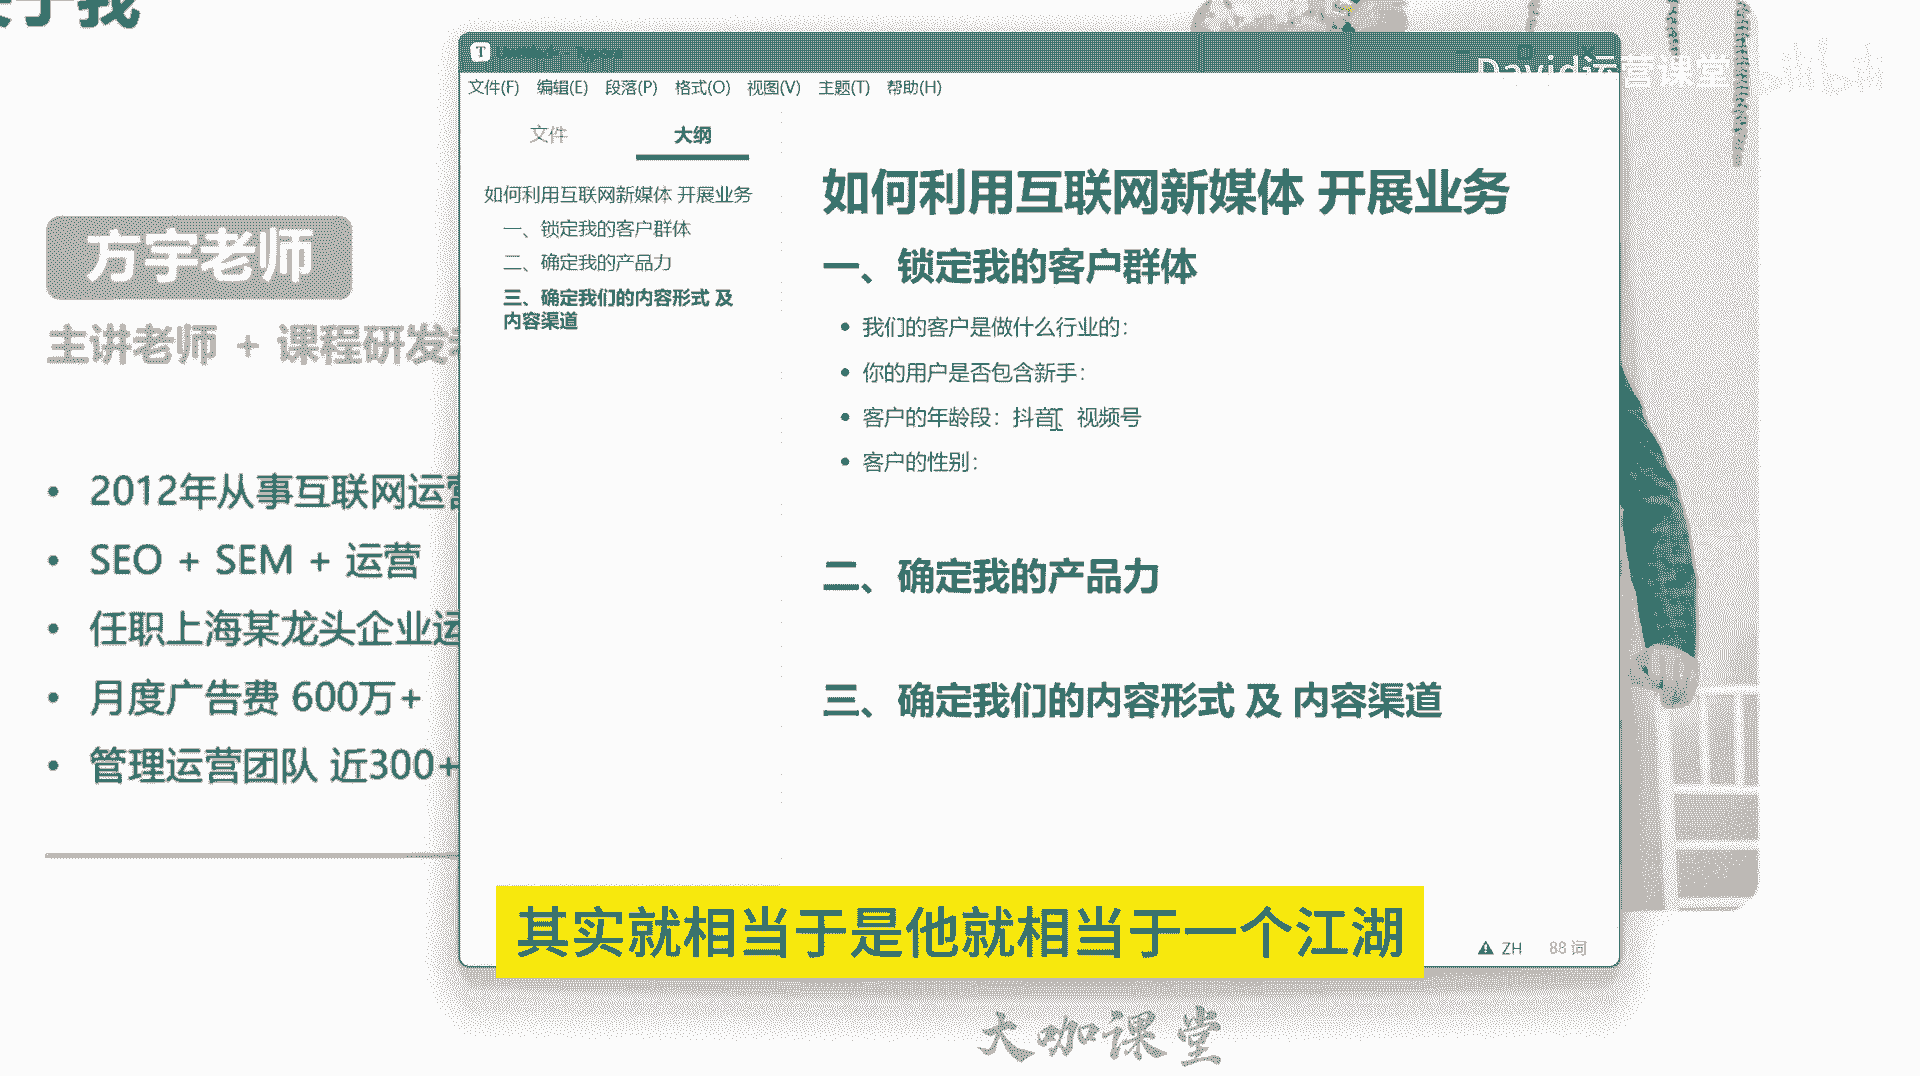 关于我
方宇老师
主讲老师 + 课程研发
2012年从事互联网运营
SEO + SEM + 运营
任职上海某龙头企业运
月度广告费 600万+
管理运营团队 近300+
T
文件(F) 编辑(E) 段落(P) 格式(O) 视图(V) 主题(T) 帮助(H)
文件 大纲
如何利用互联网新媒体 开展业务
一、锁定我的客户群体
二、确定我的产品力
三、确定我们的内容形式 及
内容渠道
如何利用互联网新媒体 开展业务
一、锁定我的客户群体
我们的客户是做什么行业的：
你的用户是否包含新手：
客户的年龄段：抖音 视频号
客户的性别：
二、确定我的产品力
三、确定我们的内容形式 及 内容渠道
ZH 88 词
David运营课堂
其实就相当于是他就相当于一个江湖
大咖课堂